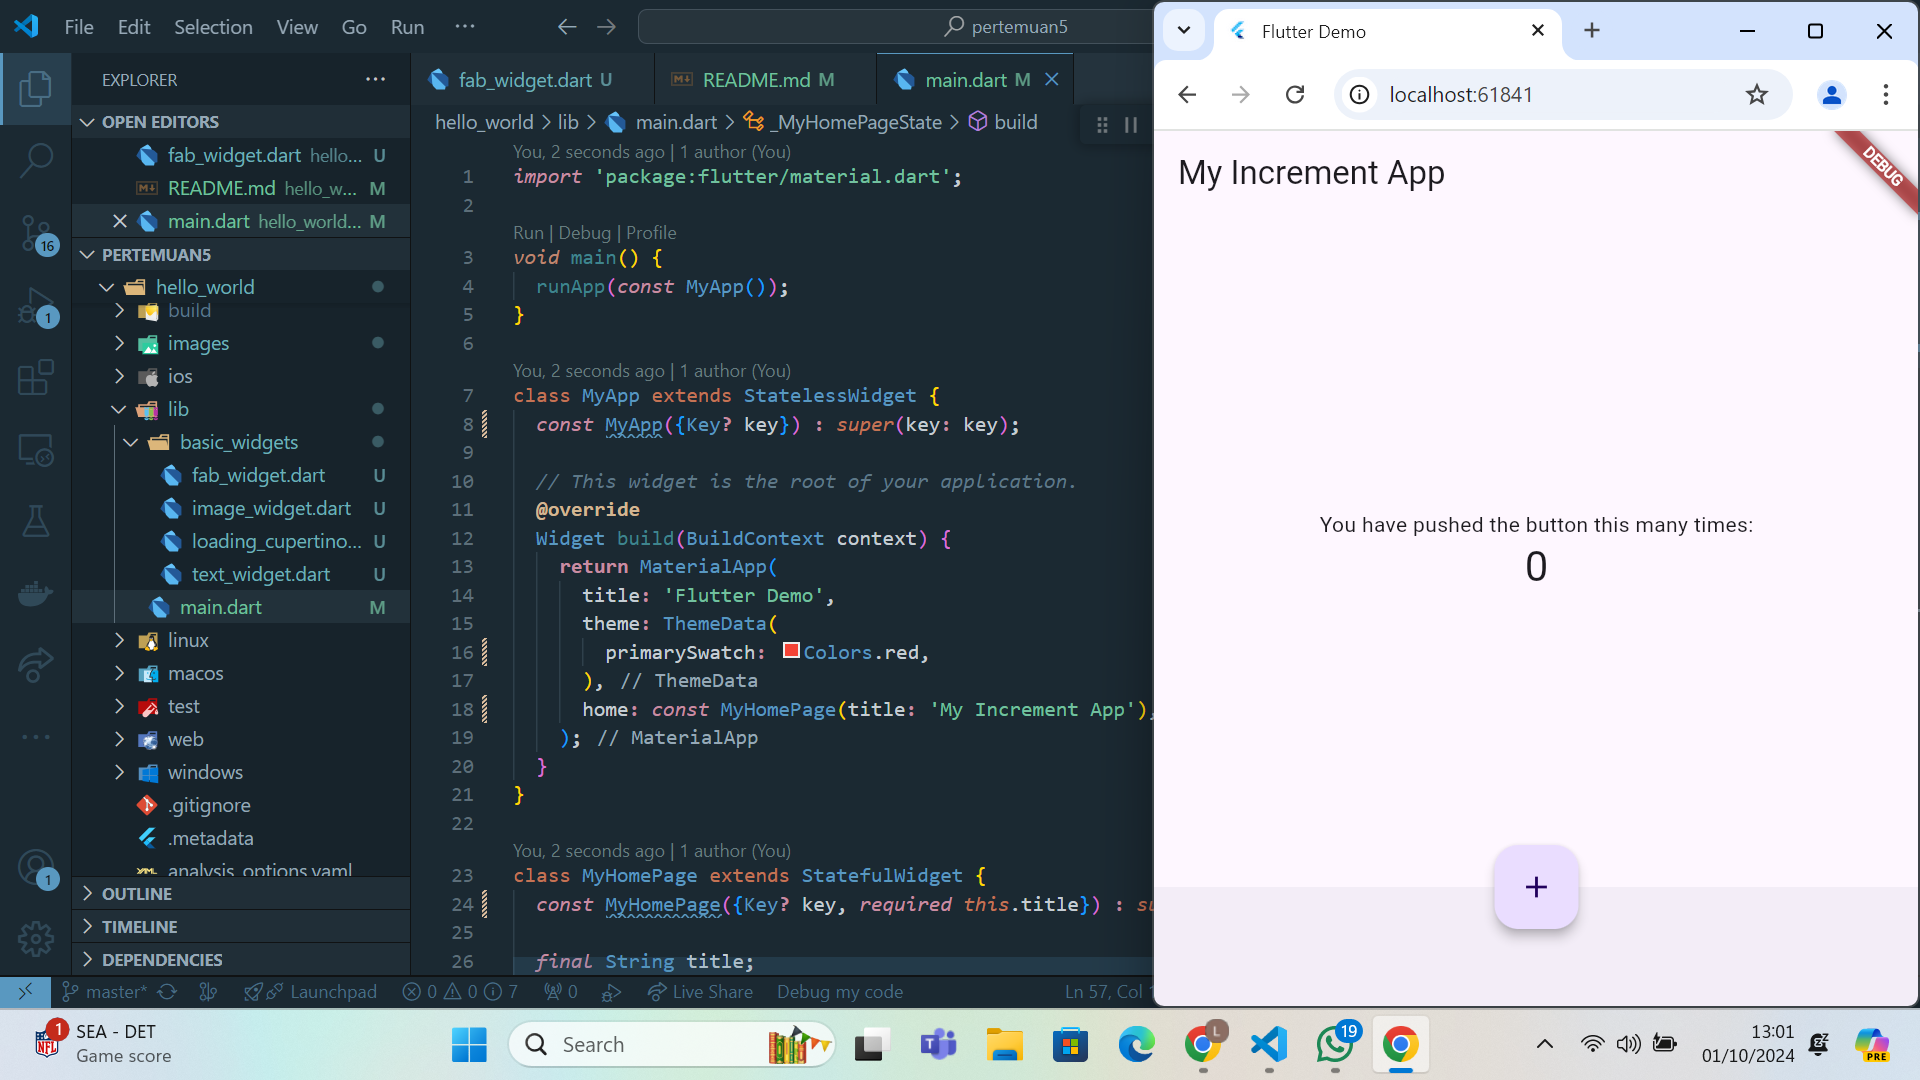 File Edit Selection View Go Run
pertemuan5
EXPLORER
OPEN EDITORS
fab_widget.dart hello... U
README.md hello_w... M
main.dart hello_world... M
PERTEMUAN5
hello_world
build
images
ios
lib
basic_widgets
fab_widget.dart U
image_widget.dart U
loading_cupertino... U
text_widget.dart U
main.dart M
linux
macos
test
web
windows
.gitignore
.metadata
analysis_options.yaml
OUTLINE
TIMELINE
DEPENDENCIES
16
1
1
fab_widget.dart U
README.md M
main.dart M
hello_world > lib > main.dart > _MyHomePageState > build
You, 2 seconds ago | 1 author (You)
1 import 'package:flutter/material.dart';
2
Run | Debug | Profile
3 void main() {
4 runApp(const MyApp());
5 }
6
You, 2 seconds ago | 1 author (You)
7 class MyApp extends StatelessWidget {
8 const MyApp({Key? key}) : super(key: key);
9
10 // This widget is the root of your application.
11 @override
12 Widget build(BuildContext context) {
13 return MaterialApp(
14 title: 'Flutter Demo',
15 theme: ThemeData(
16 primarySwatch: Colors.red,
17 ), // ThemeData
18 home: const MyHomePage(title: 'My Increment App'),
19 ); // MaterialApp
20 }
21 }
22
You, 2 seconds ago | 1 author (You)
23 class MyHomePage extends StatefulWidget {
24 const MyHomePage({Key? key, required this.title}) : su
25
26 final String title;
master* Launchpad 0 0 7 0 Live Share Debug my code Ln 57, Col 1
Flutter Demo
localhost:61841
My Increment App
DEBUG
You have pushed the button this many times:
0
+
1
SEA - DET
Game score
Search
L
19
13:01
01/10/2024
PRE